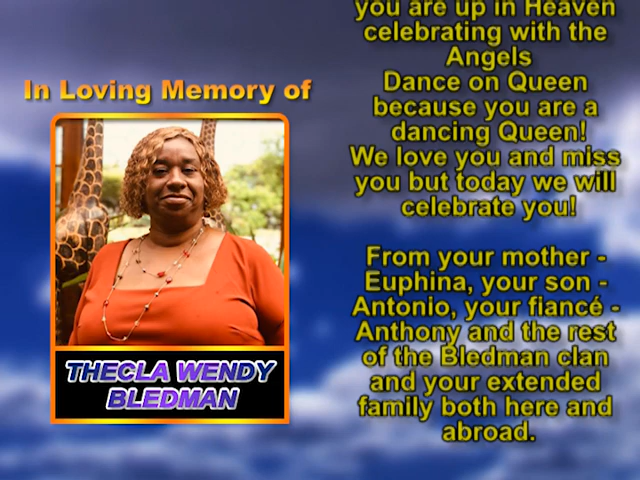 In Loving Memory of
THECLA WENDY
BLEDMAN
you are up in Heaven
celebrating with the
Angels
Dance on Queen
because you are a
dancing Queen!
We love you and miss
you but today we will
celebrate you!
From your mother -
Euphina, your son -
Antonio, your fiancé -
Anthony and the rest
of the Bledman clan
and your extended
family both here and
abroad.